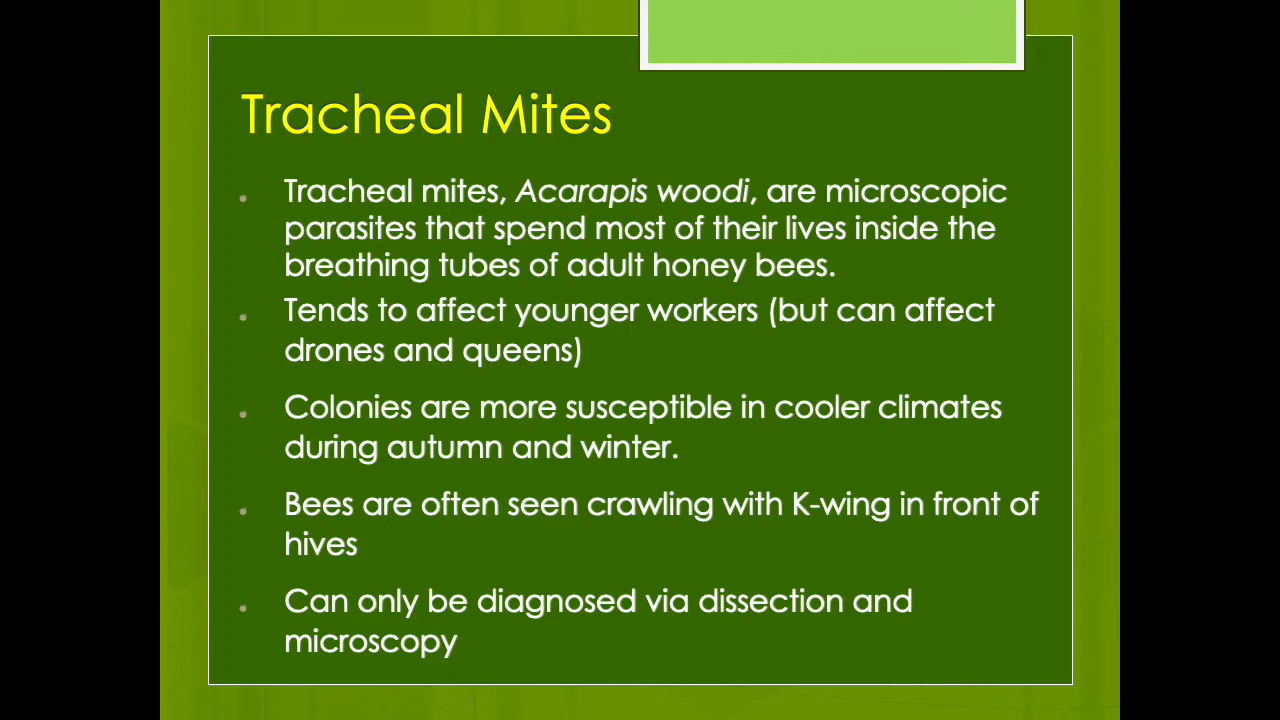 Tracheal Mites
Tracheal mites, Acarapis woodi, are microscopic
parasites that spend most of their lives inside the
breathing tubes of adult honey bees.
Tends to affect younger workers (but can affect
drones and queens)
Colonies are more susceptible in cooler climates
during autumn and winter.
Bees are often seen crawling with K-wing in front of
hives
Can only be diagnosed via dissection and
microscopy